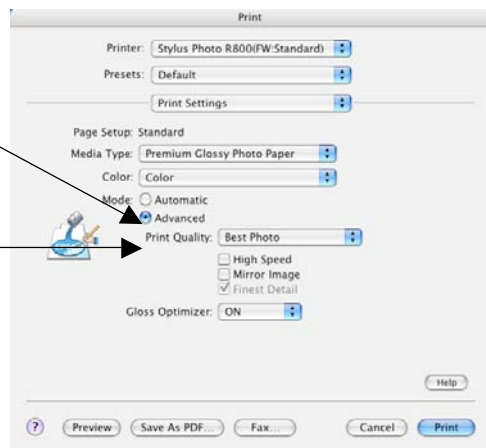 Print
Printer: Stylus Photo R800(FW:Standard)
Presets: Default
Print Settings
Page Setup: Standard
Media Type: Premium Glossy Photo Paper
Color: Color
Mode: Automatic
Advanced
Print Quality: Best Photo
High Speed
Mirror Image
Finest Detail
Gloss Optimizer: ON
Help
? Preview Save As PDF... Fax... Cancel Print